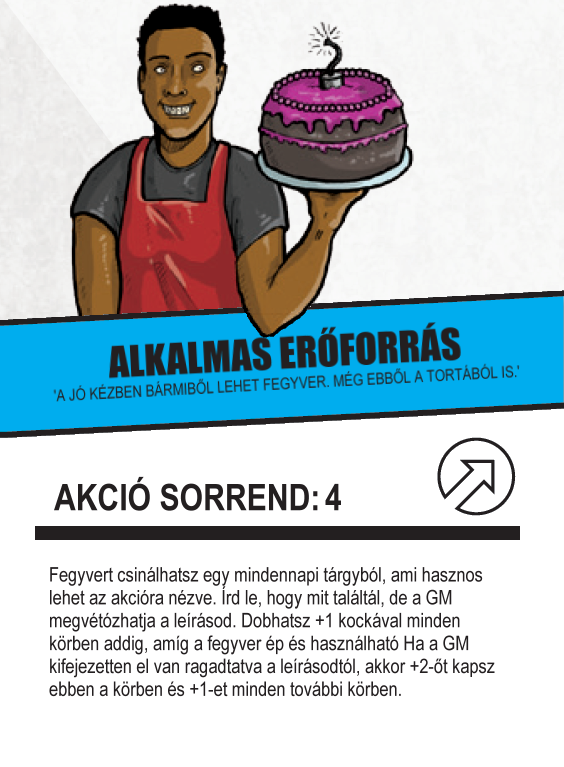 ALKALMAS ERŐFORRÁS
'A JÓ KÉZBEN BÁRMIBŐL LEHET FEGYVER. MÉG EBBŐL A TORTÁBÓL IS.'
AKCIÓ SORREND: 4
Fegyvert csinálhatsz egy mindennapi tárgyból, ami hasznos
lehet az akcióra nézve. Írd le, hogy mit találtál, de a GM
megvétózhatja a leírásod. Dobhatsz +1 kockával minden
körben addig, amíg a fegyver ép és használható Ha a GM
kifejezetten el van ragadtatva a leírásodtól, akkor +2-őt kapsz
ebben a körben és +1-et minden további körben.